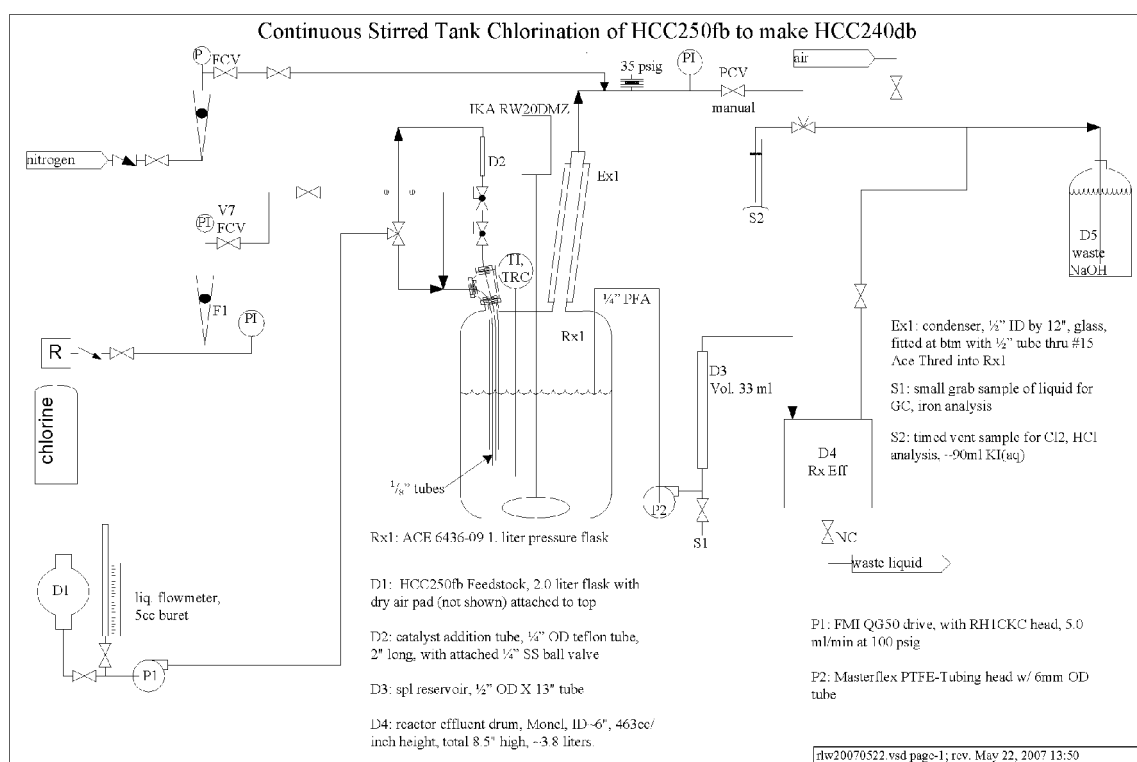 Continuous Stirred Tank Chlorination of HCC250fb to make HCC240db
P
FCV
35 psig
PI
PCV
manual
air
IKA RW20DMZ
nitrogen
D2
Ex1
S2
V7
PI
FCV
TI,
TRC
D5
waste
NaOH
¼” PFA
F1
PI
Rx1
R
chlorine
D3
Vol. 33 ml
Ex1: condenser, ½” ID by 12", glass,
fitted at btm with ½” tube thru #15
Ace Thred into Rx1
S1: small grab sample of liquid for
GC, iron analysis
S2: timed vent sample for Cl2, HCl
analysis, ~90ml KI(aq)
D4
Rx Eff
1/8” tubes
P2
S1
NC
waste liquid
Rx1: ACE 6436-09 1. liter pressure flask
D1
liq. flowmeter,
5cc buret
P1
D1: HCC250fb Feedstock, 2.0 liter flask with
dry air pad (not shown) attached to top
D2: catalyst addition tube, ¼” OD teflon tube,
2" long, with attached ¼” SS ball valve
D3: spl reservoir, ½” OD X 13" tube
D4: reactor effluent drum, Monel, ID~6", 463cc/
inch height, total 8.5" high, ~3.8 liters.
P1: FMI QG50 drive, with RH1CKC head, 5.0
ml/min at 100 psig
P2: Masterflex PTFE-Tubing head w/ 6mm OD
tube
rlw20070522.vsd page-1; rev. May 22, 2007 13:50